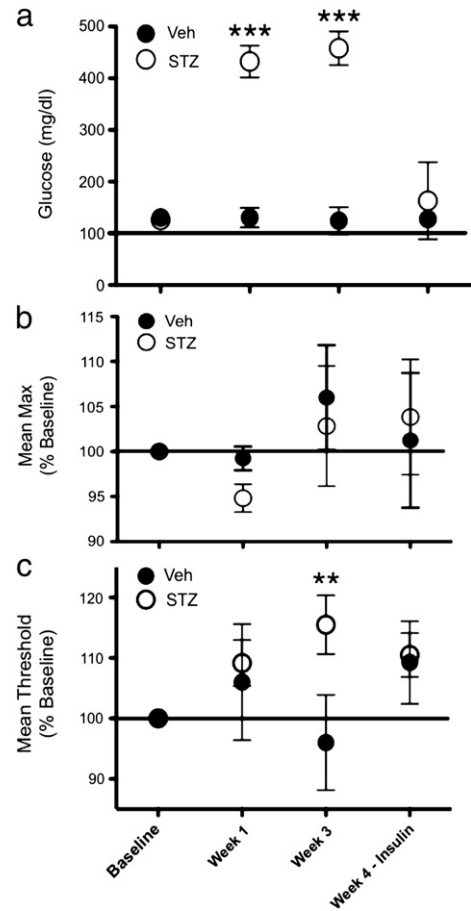 a
*** ***
Veh
STZ
500
400
300
200
100
0
Glucose (mg/dl)
b
Veh
STZ
115
110
105
100
95
90
Mean Max
(% Baseline)
c
Veh
STZ
**
120
110
100
90
Mean Threshold
(% Baseline)
Baseline
Week 1
Week 3
Week 4 - Insulin